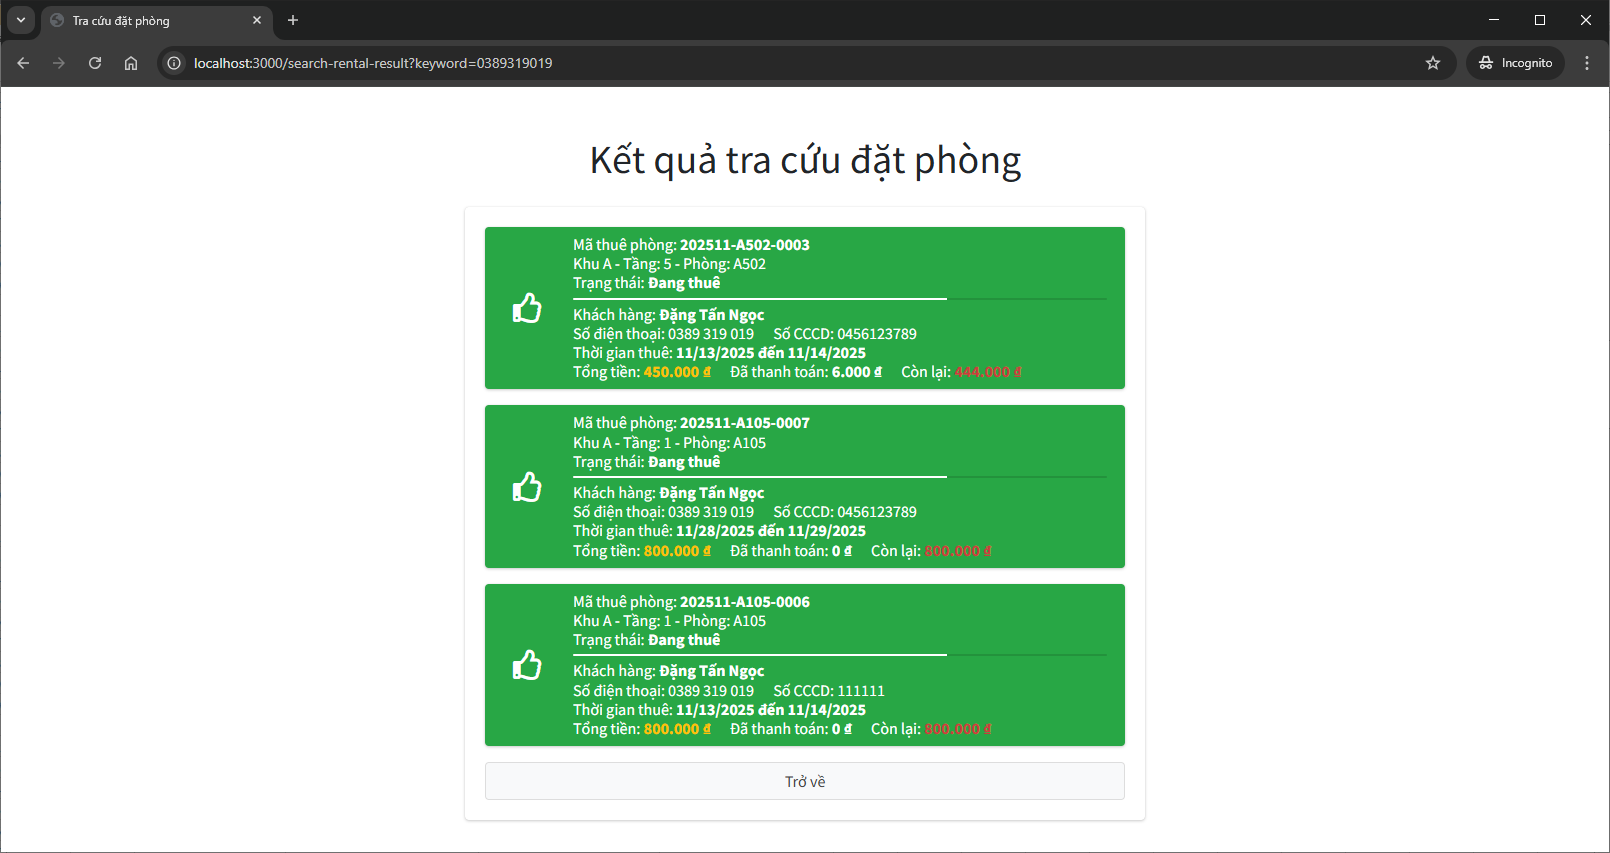 Tra cứu đặt phòng
localhost:3000/search-rental-result?keyword=0389319019
Incognito
Kết quả tra cứu đặt phòng
Mã thuê phòng: 202511-A502-0003
Khu A - Tầng: 5 - Phòng: A502
Trạng thái: Đang thuê
Khách hàng: Đặng Tấn Ngọc
Số điện thoại: 0389 319 019 Số CCCD: 0456123789
Thời gian thuê: 11/13/2025 đến 11/14/2025
Tổng tiền: 450.000 ₫ Đã thanh toán: 6.000 ₫ Còn lại: 444.000 ₫
Mã thuê phòng: 202511-A105-0007
Khu A - Tầng: 1 - Phòng: A105
Trạng thái: Đang thuê
Khách hàng: Đặng Tấn Ngọc
Số điện thoại: 0389 319 019 Số CCCD: 0456123789
Thời gian thuê: 11/28/2025 đến 11/29/2025
Tổng tiền: 800.000 ₫ Đã thanh toán: 0 ₫ Còn lại: 800.000 ₫
Mã thuê phòng: 202511-A105-0006
Khu A - Tầng: 1 - Phòng: A105
Trạng thái: Đang thuê
Khách hàng: Đặng Tấn Ngọc
Số điện thoại: 0389 319 019 Số CCCD: 111111
Thời gian thuê: 11/13/2025 đến 11/14/2025
Tổng tiền: 800.000 ₫ Đã thanh toán: 0 ₫ Còn lại: 800.000 ₫
Trở về